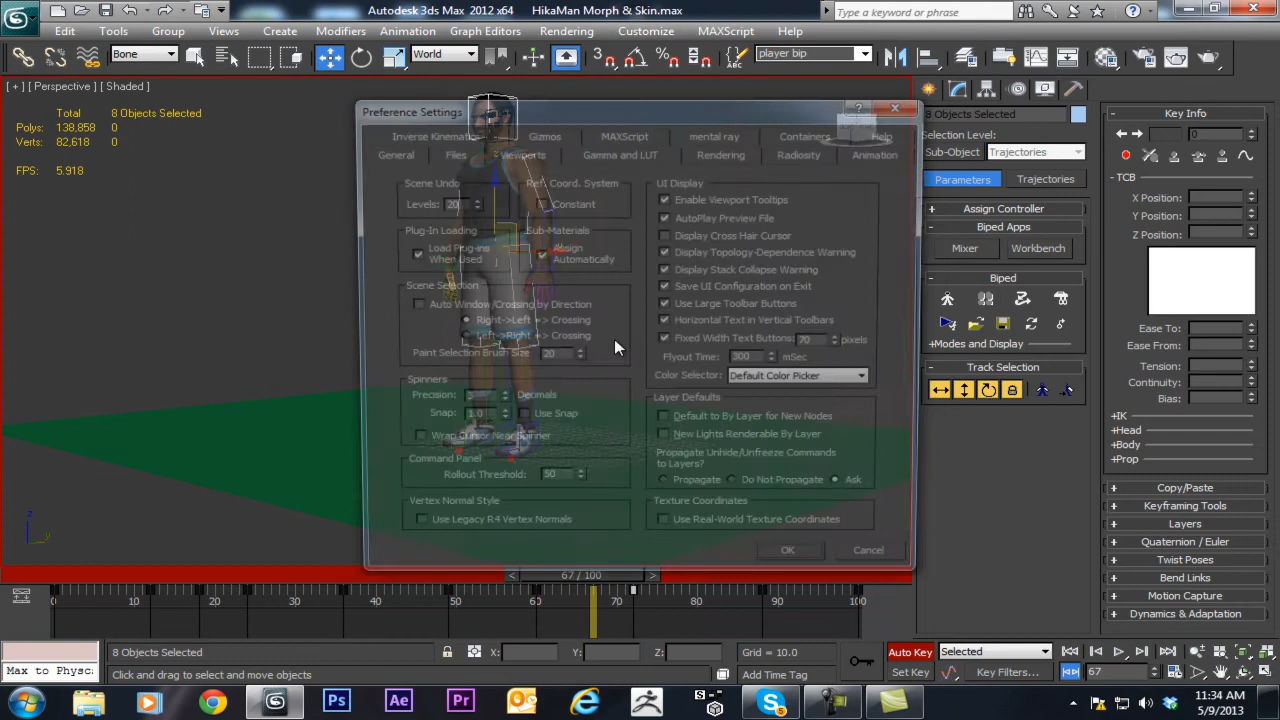 Autodesk 3ds Max 2012 x64 HikaMan Morph & Skin.max
Type a keyword or phrase
Edit Tools Group Views Create Modifiers Animation Graph Editors Rendering Customize MAXScript Help
Bone World player bip
[ + ] [ Perspective ] [ Shaded ]
Total 8 Objects Selected
Polys: 138,858 0
Verts: 82,618 0
FPS: 5.918
Preference Settings
Inverse Kinematics Gizmos MAXScript mental ray Containers Help
General Files Viewports Gamma and LUT Rendering Radiosity Animation
Scene Undo
Levels: 20
Ref. Coord. System
Constant
Plug-In Loading
Load Plug-ins When Used
Sub-Materials
Assign Automatically
Scene Selection
Auto Window/Crossing by Direction
Right->Left => Crossing
Left->Right => Crossing
Paint Selection Brush Size 20
Spinners
Precision: 3 Decimals
Snap: 1.0 Use Snap
Wrap Cursor Near Spinner
Command Panel
Rollout Threshold: 50
Vertex Normal Style
Use Legacy R4 Vertex Normals
UI Display
Enable Viewport Tooltips
AutoPlay Preview File
Display Cross Hair Cursor
Display Topology-Dependence Warning
Display Stack Collapse Warning
Save UI Configuration on Exit
Use Large Toolbar Buttons
Horizontal Text in Vertical Toolbars
Fixed Width Text Buttons: 70 pixels
Flyout Time: 300 mSec
Color Selector: Default Color Picker
Layer Defaults
Default to By Layer for New Nodes
New Lights Renderable By Layer
Propagate Unhide/Unfreeze Commands
to Layers?
Propagate Do Not Propagate Ask
Texture Coordinates
Use Real-World Texture Coordinates
OK Cancel
8 Objects Selected
Selection Level:
Sub-Object Trajectories
Parameters Trajectories
+ Assign Controller
- Biped Apps
Mixer Workbench
- Biped
+Modes and Display
- Track Selection
- Key Info
0
- TCB
X Position:
Y Position:
Z Position:
Ease To:
Ease From:
Tension:
Continuity:
Bias:
+IK
+Head
+Body
+Prop
+ Copy/Paste
+ Keyframing Tools
+ Layers
+ Quaternion / Euler
+ Twist Poses
+ Bend Links
+ Motion Capture
+ Dynamics & Adaptation
< 67 / 100 >
0 10 20 30 40 50 60 70 80 90 100
8 Objects Selected X: Y: Z: Grid = 10.0 Auto Key Selected
Max to Physc. Click and drag to select and move objects Add Time Tag Set Key Key Filters... 67
Ps Ae Pr
11:34 AM
5/9/2013